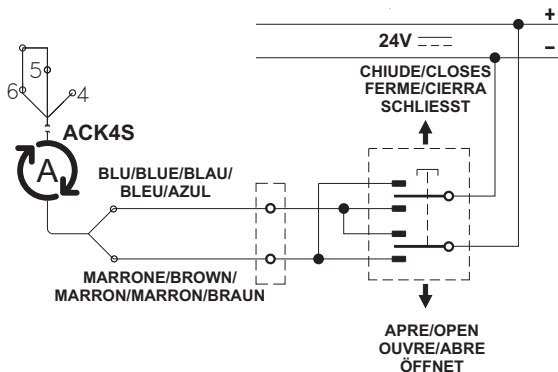 +
24V
−
CHIUDE/CLOSES
FERME/CIERRA
SCHLIESST
5
6
4
ACK4S
A
BLU/BLUE/BLAU/
BLEU/AZUL
MARRONE/BROWN/
MARRON/MARRON/BRAUN
APRE/OPEN
OUVRE/ABRE
ÖFFNET